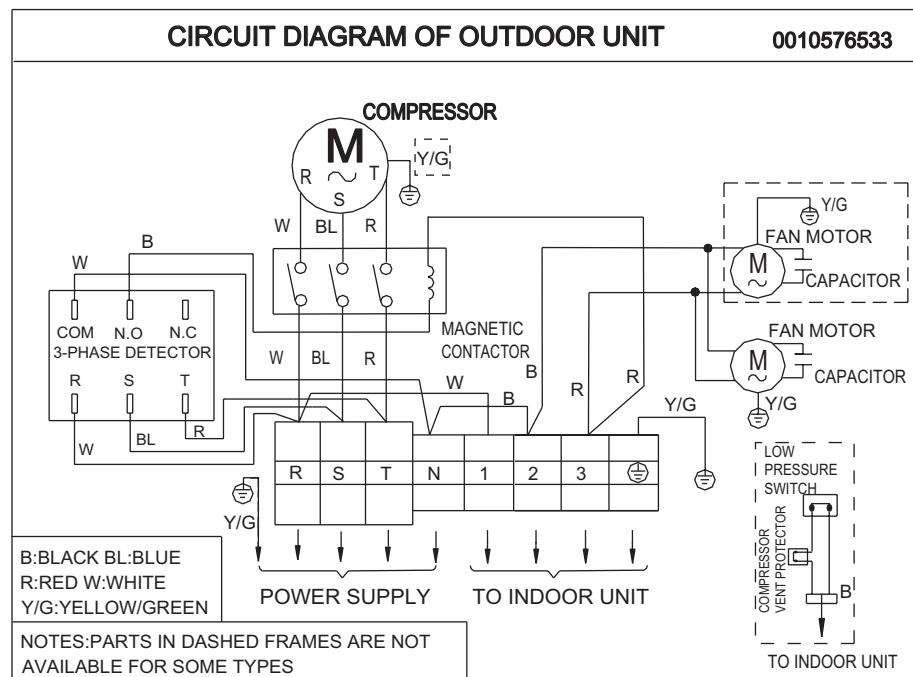 CIRCUIT DIAGRAM OF OUTDOOR UNIT 0010576533
COMPRESSOR
M
R S T
Y/G
W BL R
B
W
COM N.O N.C
3-PHASE DETECTOR
R S T
W BL R
MAGNETIC
CONTACTOR
W BL R
W
B
B
R
R
Y/G
Y/G
FAN MOTOR
M
CAPACITOR
FAN MOTOR
M
CAPACITOR
Y/G
R S T N 1 2 3
Y/G
POWER SUPPLY
TO INDOOR UNIT
LOW
PRESSURE
SWITCH
COMPRESSOR
VENT PROTECTOR
B
TO INDOOR UNIT
B:BLACK BL:BLUE
R:RED W:WHITE
Y/G:YELLOW/GREEN
NOTES:PARTS IN DASHED FRAMES ARE NOT
AVAILABLE FOR SOME TYPES